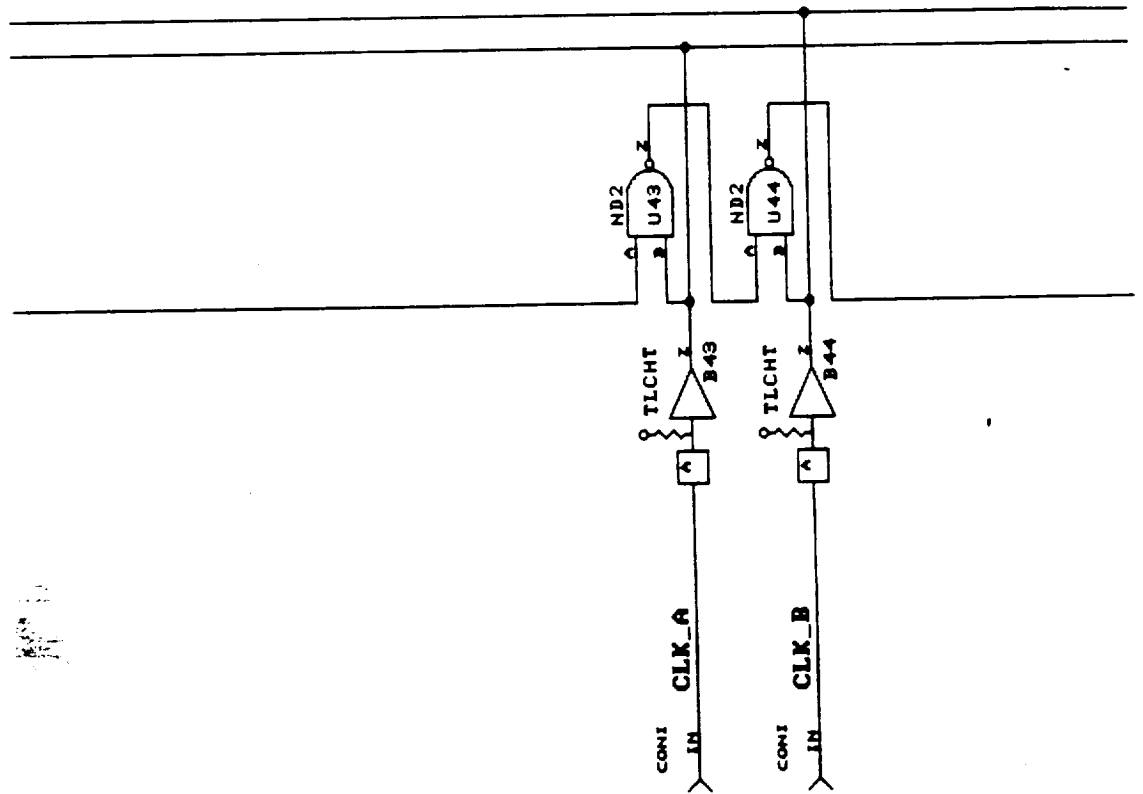 ND2
U43
A
B
Z
ND2
U44
A
B
Z
TLCHT
Z
B43
A
TLCHT
Z
B44
A
CLK_A
CONI
IN
CLK_B
CONI
IN